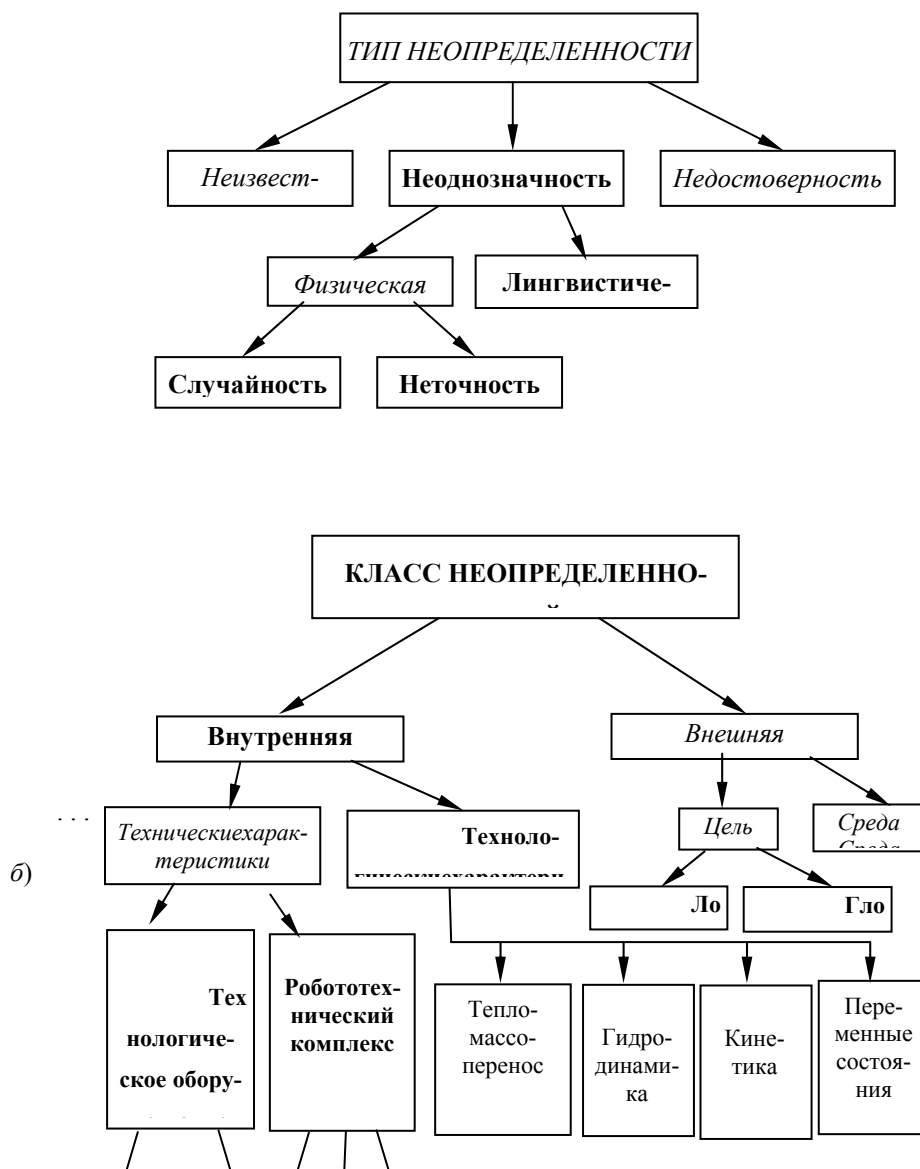 ТИП НЕОПРЕДЕЛЕННОСТИ
Неизвест-
Неоднозначность
Недостоверность
Физическая
Лингвистиче-
Случайность
Неточность
КЛАСС НЕОПРЕДЕЛЕННО-
Внутренняя
Внешняя
. . .
Техническиехарак-
теристики
Техноло-
Цель
Среда
Среда
б)
Ло
Гло
Тех
нологиче-
ское обору-
Робототех-
нический
комплекс
Тепло-
массо-
перенос
Гидро-
динами-
ка
Кине-
тика
Пере-
менные
состоя-
ния